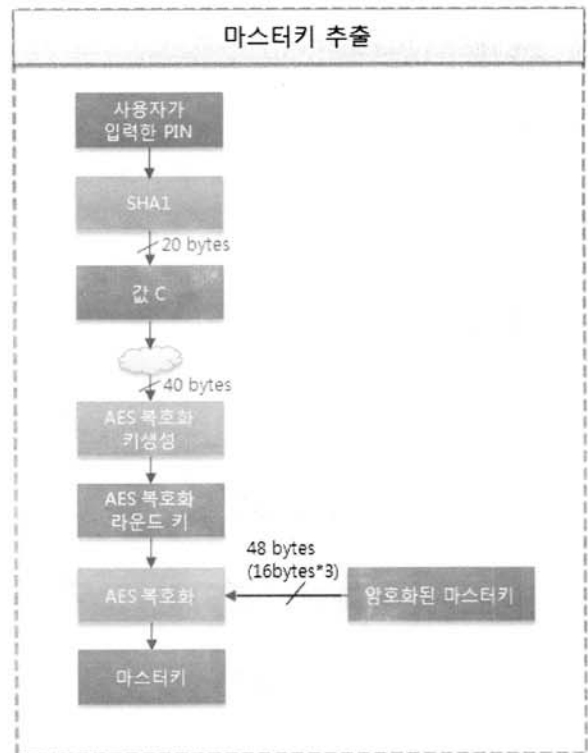 마스터키 추출
사용자가
입력한 PIN
SHA1
20 bytes
값 C
40 bytes
AES 복호화
키생성
AES 복호화
라운드 키
48 bytes
(16bytes*3)
AES 복호화
암호화된 마스터키
마스터키